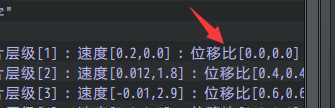 "
层级[1] : 速度[0.2,0.0] : 位移比[0.0,0.0]
层级[2] : 速度[0.012,1.8] : 位移比[0.4,0.4
层级[3] : 速度[-0.01,2.9] : 位移比[0.6,0.6